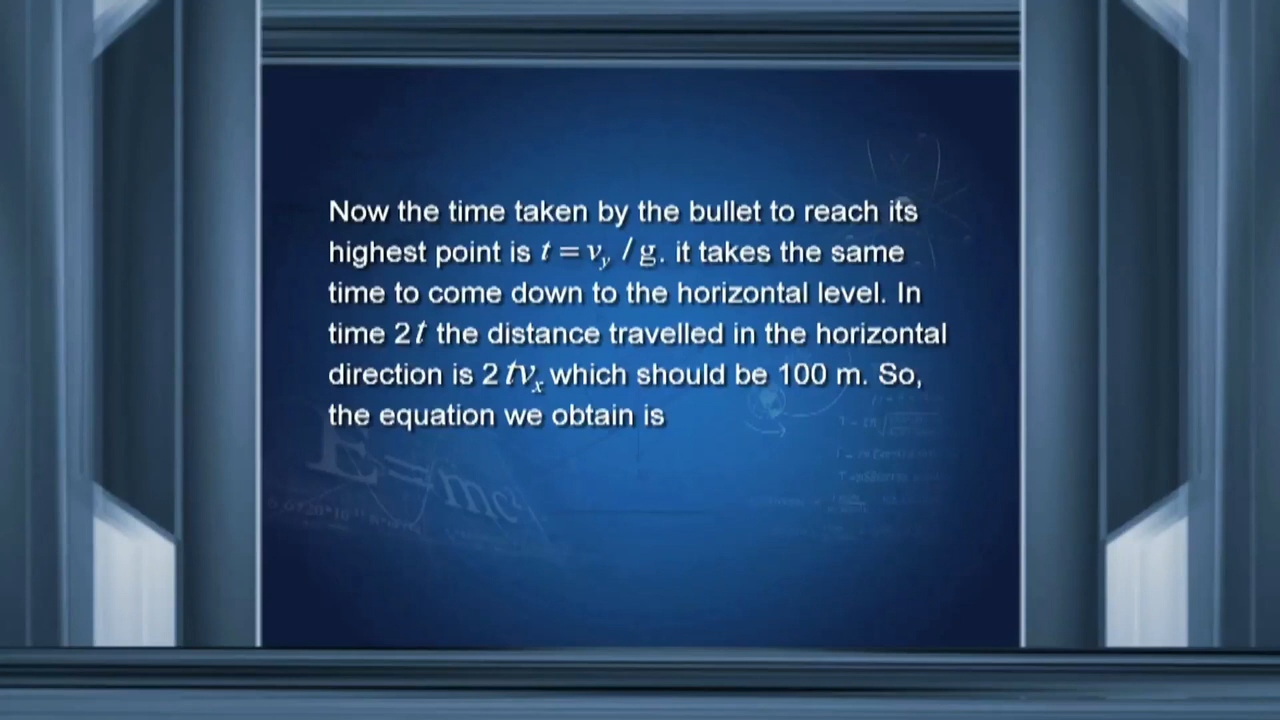 Now the time taken by the bullet to reach its
highest point is t = v_y / g. it takes the same
time to come down to the horizontal level. In
time 2t the distance travelled in the horizontal
direction is 2tv_x which should be 100 m. So,
the equation we obtain is
E=mc²